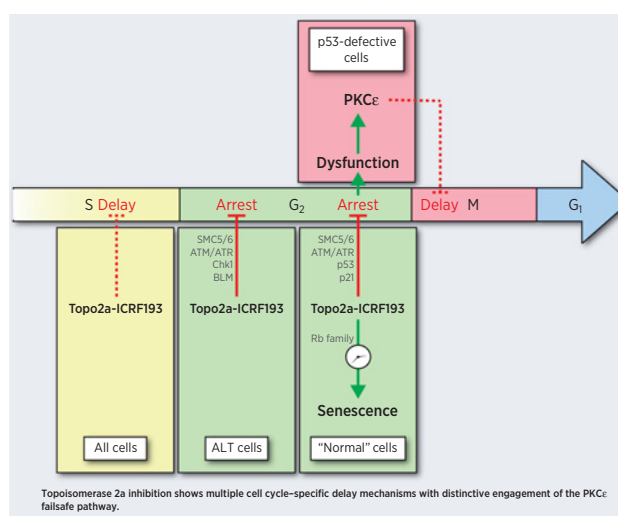 p53-defective
cells
PKCε
Dysfunction
S Delay
Arrest
G₂
Arrest
Delay M
G₁
SMC5/6
ATM/ATR
Chk1
BLM
SMC5/6
ATM/ATR
p53
p21
Topo2a-ICRF193
Topo2a-ICRF193
Topo2a-ICRF193
Rb family
Senescence
All cells
ALT cells
“Normal” cells
Topoisomerase 2a inhibition shows multiple cell cycle–specific delay mechanisms with distinctive engagement of the PKCε
failsafe pathway.